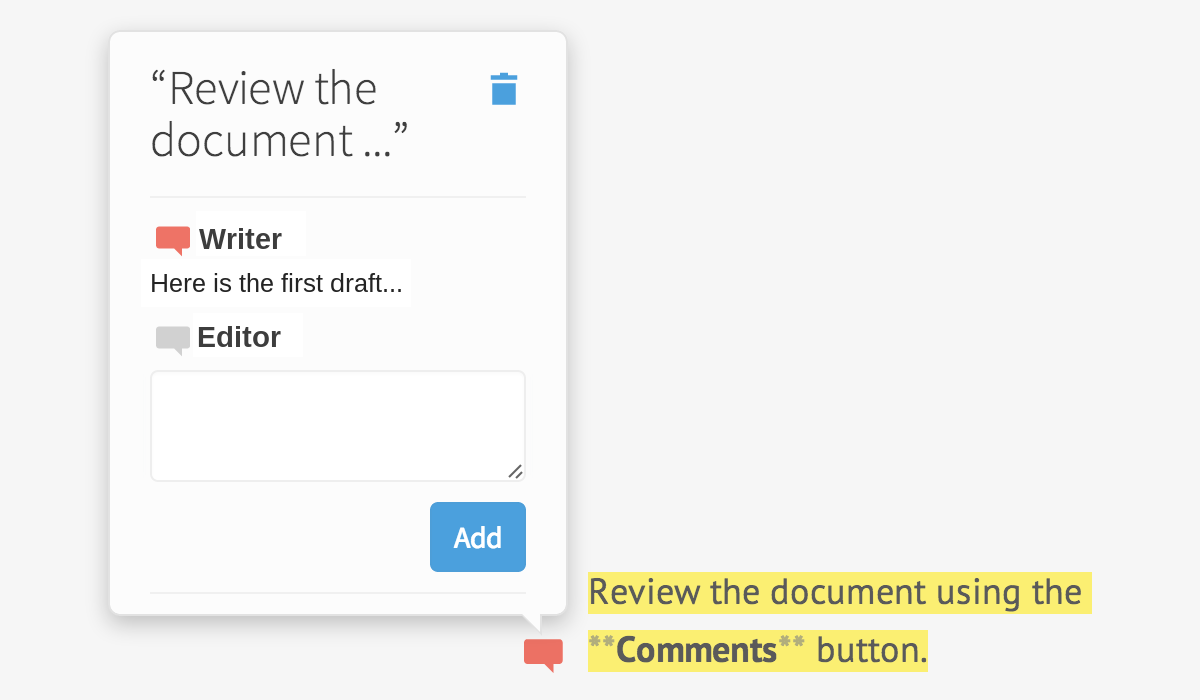 “Review the
document ...”
Writer
Here is the first draft...
Editor
Add
Review the document using the
**Comments** button.